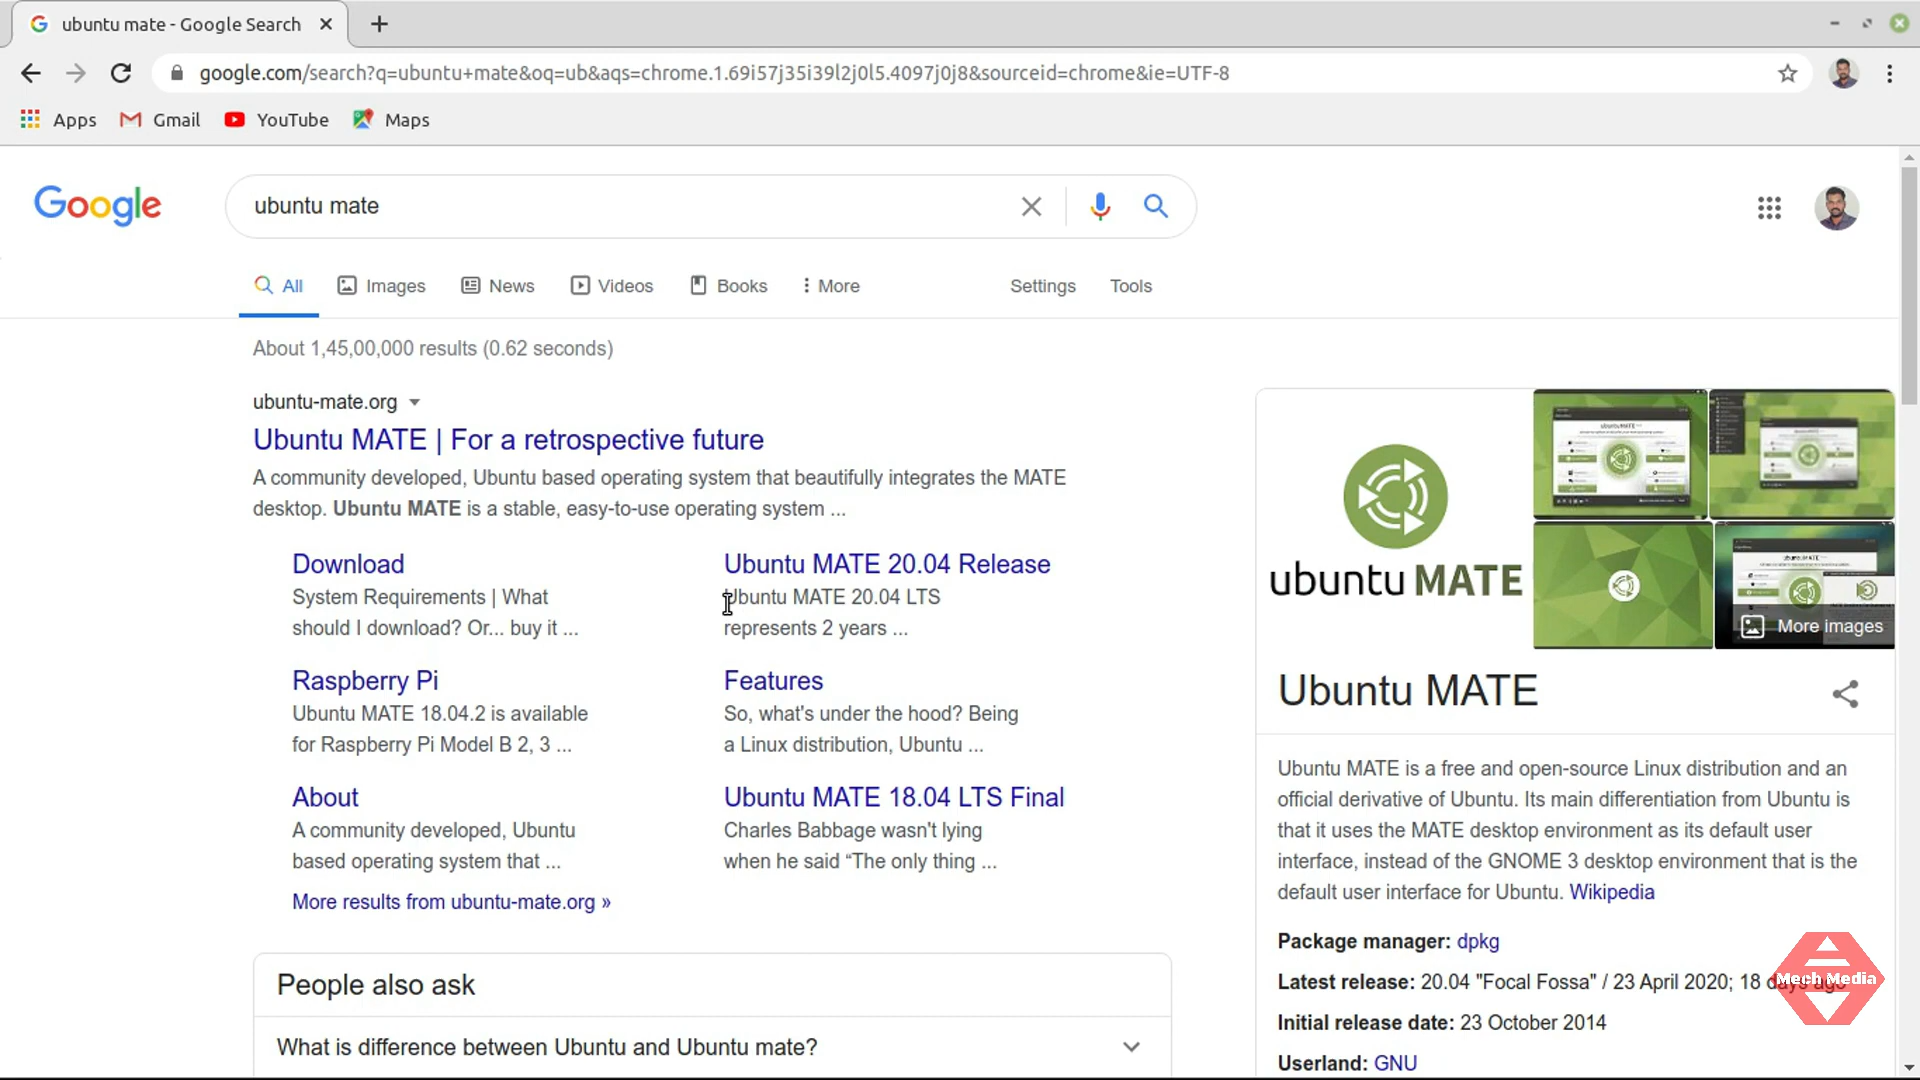 ubuntu mate - Google Search
google.com/search?q=ubuntu+mate&oq=ub&aqs=chrome.1.69i57j35i39l2j0l5.4097j0j8&sourceid=chrome&ie=UTF-8
Apps Gmail YouTube Maps
Google
ubuntu mate
All Images News Videos Books More Settings Tools
About 1,45,00,000 results (0.62 seconds)
ubuntu-mate.org
Ubuntu MATE | For a retrospective future
A community developed, Ubuntu based operating system that beautifully integrates the MATE
desktop. Ubuntu MATE is a stable, easy-to-use operating system ...
Download
System Requirements | What
should I download? Or... buy it ...
Ubuntu MATE 20.04 Release
Ubuntu MATE 20.04 LTS
represents 2 years ...
Raspberry Pi
Ubuntu MATE 18.04.2 is available
for Raspberry Pi Model B 2, 3 ...
Features
So, what's under the hood? Being
a Linux distribution, Ubuntu ...
About
A community developed, Ubuntu
based operating system that ...
Ubuntu MATE 18.04 LTS Final
Charles Babbage wasn't lying
when he said “The only thing ...
More results from ubuntu-mate.org »
People also ask
What is difference between Ubuntu and Ubuntu mate?
ubuntu MATE
More images
Ubuntu MATE
Ubuntu MATE is a free and open-source Linux distribution and an
official derivative of Ubuntu. Its main differentiation from Ubuntu is
that it uses the MATE desktop environment as its default user
interface, instead of the GNOME 3 desktop environment that is the
default user interface for Ubuntu. Wikipedia
Package manager: dpkg
Latest release: 20.04 "Focal Fossa" / 23 April 2020; 18 days ago
Initial release date: 23 October 2014
Userland: GNU
Mech Media